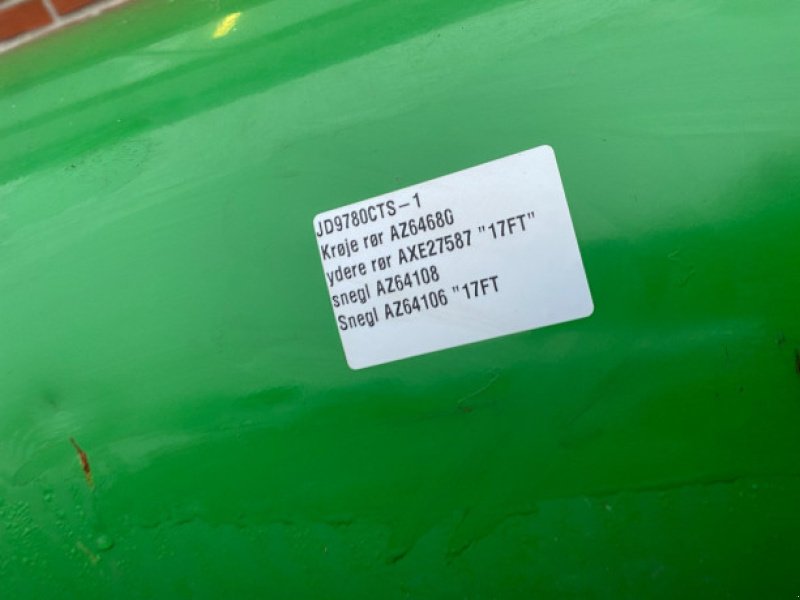 JD9780CTS-1
Krøje rør AZ64680
ydere rør AXE27587 "17FT"
snegl AZ64108
Snegl AZ64106 "17FT